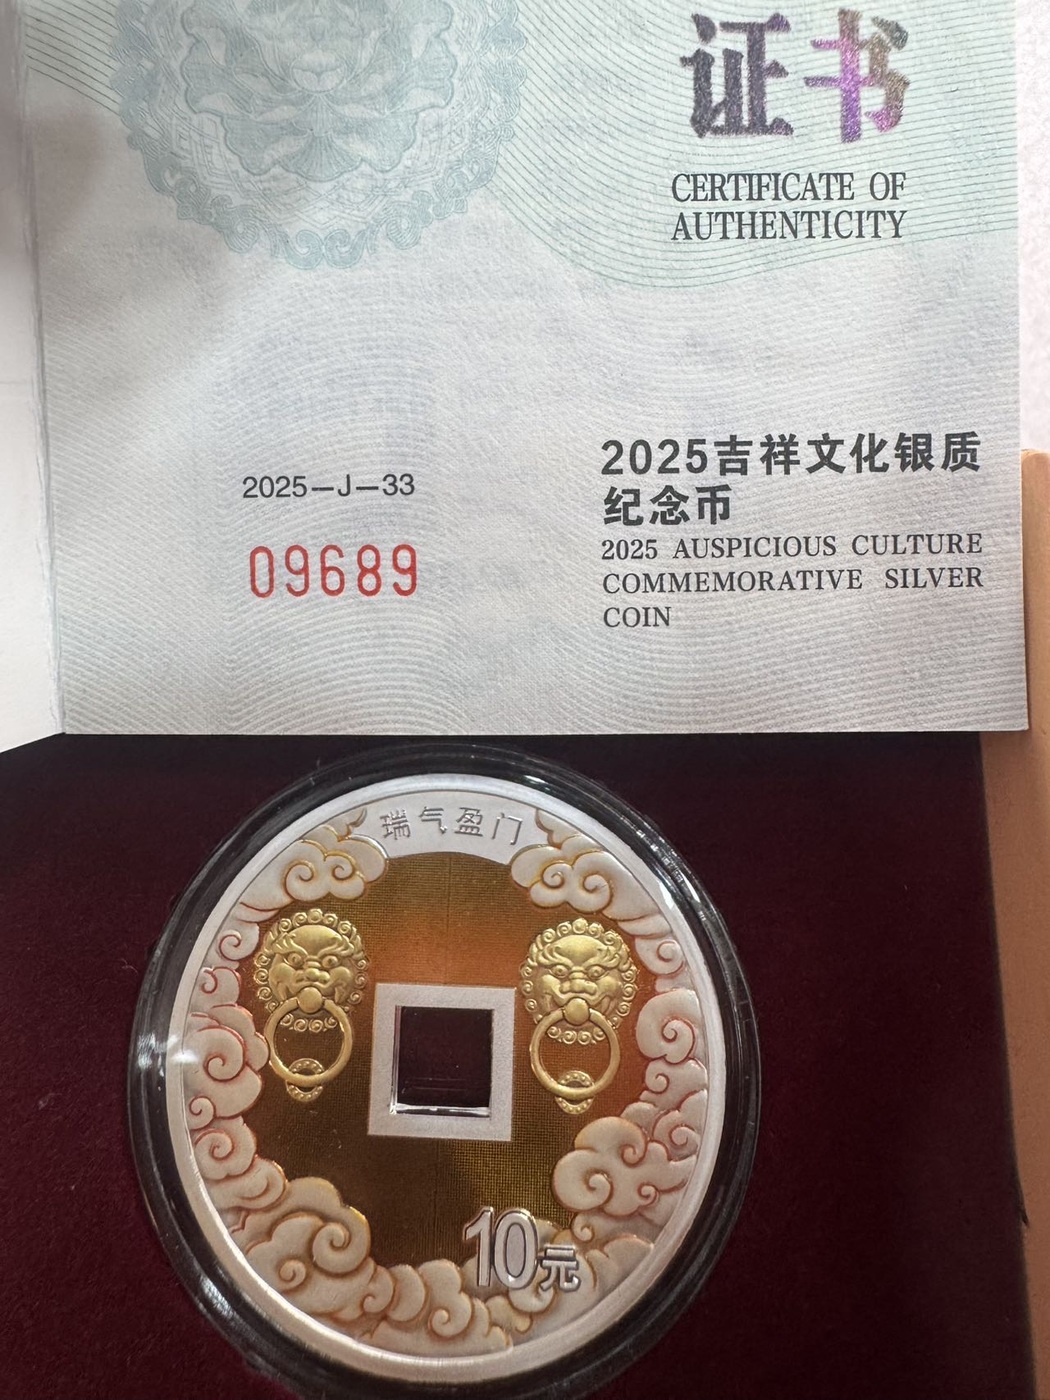 证书
CERTIFICATE OF
AUTHENTICITY
2025吉祥文化银质
纪念币
2025 AUSPICIOUS CULTURE
COMMEMORATIVE SILVER
COIN
2025—J—33
09689
瑞气盈门
10元